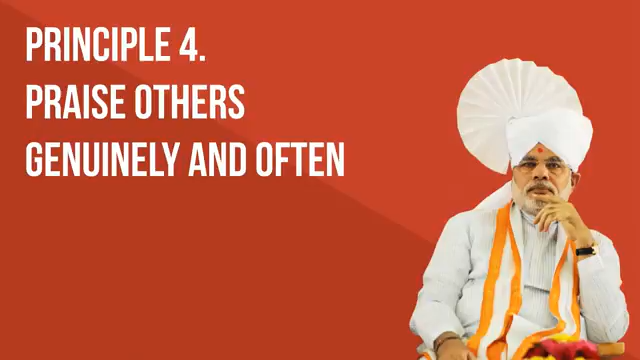 PRINCIPLE 4.
PRAISE OTHERS
GENUINELY AND OFTEN